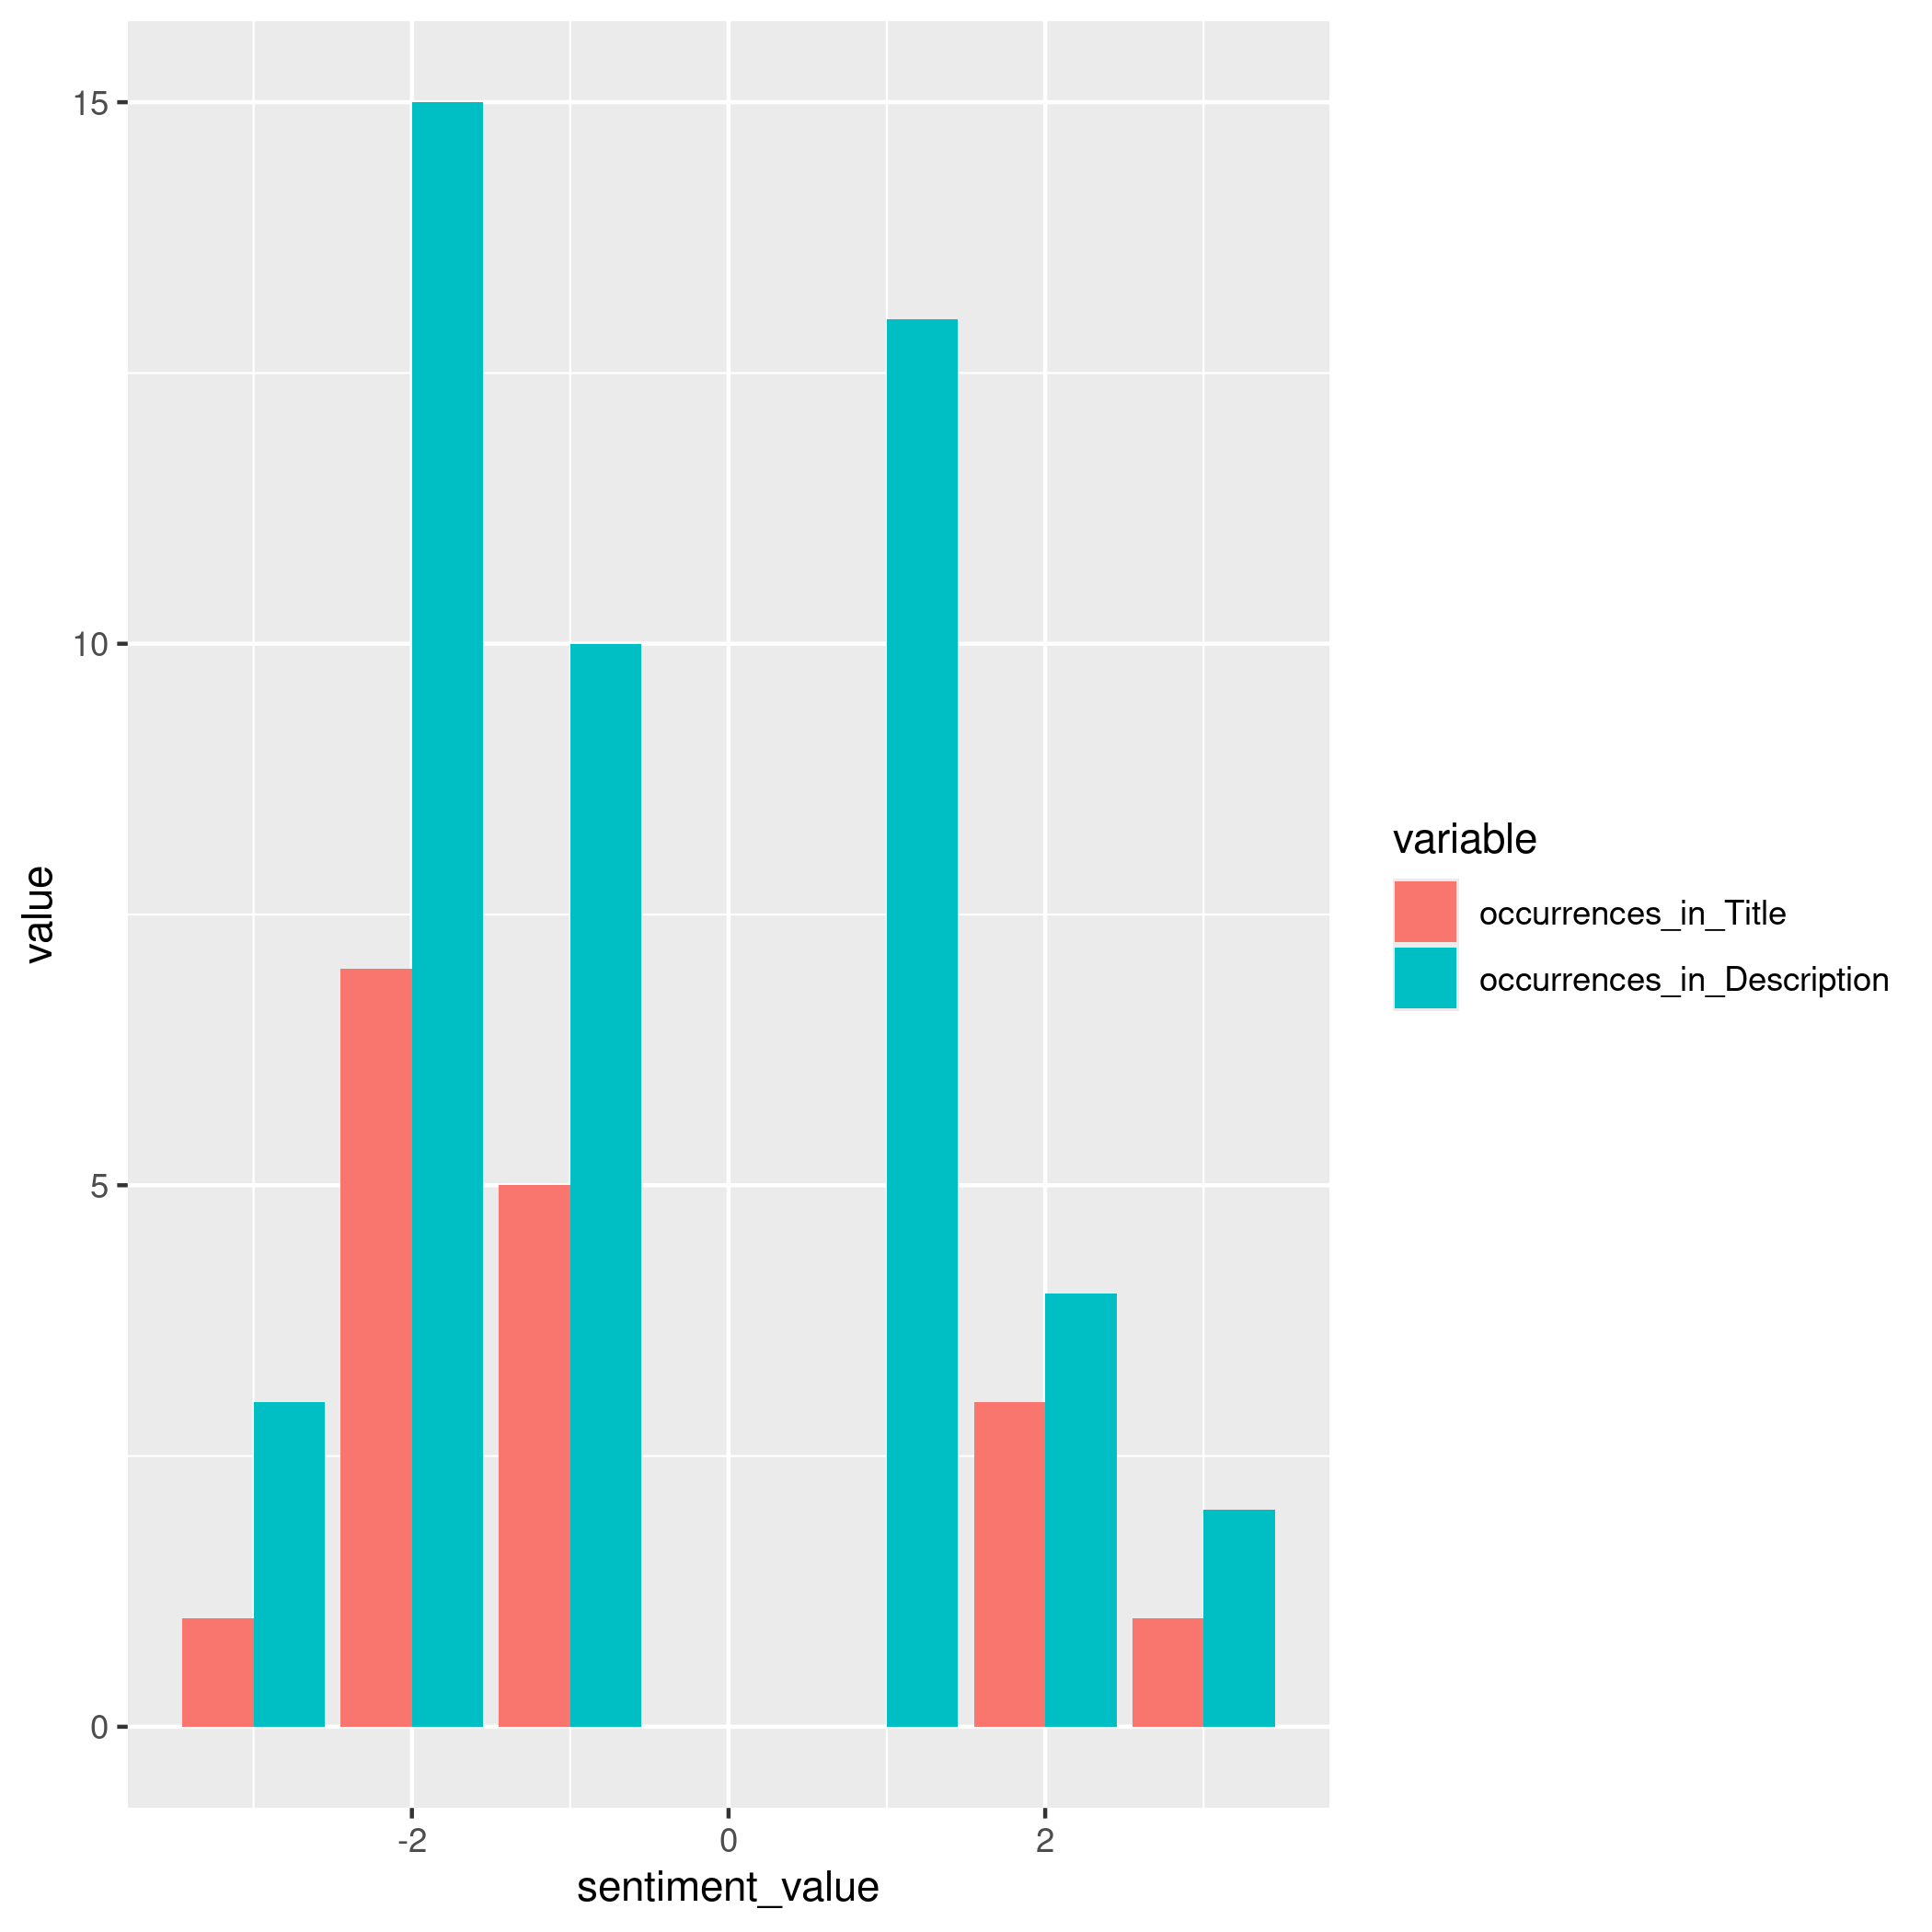 15
10
5
0
value
-2 0 2
sentiment_value
variable
occurrences_in_Title
occurrences_in_Description